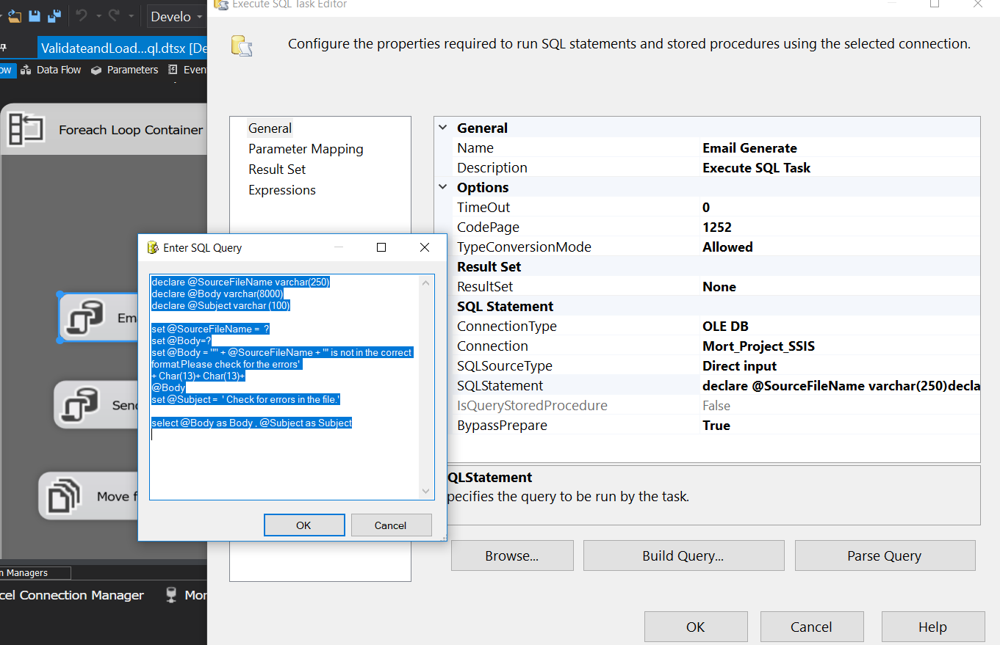 Execute SQL Task Editor
Develo
Configure the properties required to run SQL statements and stored procedures using the selected connection.
ValidateandLoad...ql.dtsx [De
ow
Data Flow
Parameters
Even
Foreach Loop Container
General
Parameter Mapping
Result Set
Expressions
General
Name Email Generate
Description Execute SQL Task
Options
TimeOut 0
CodePage 1252
TypeConversionMode Allowed
Result Set
ResultSet None
SQL Statement
ConnectionType OLE DB
Connection Mort_Project_SSIS
SQLSourceType Direct input
SQLStatement declare @SourceFileName varchar(250)decla
IsQueryStoredProcedure False
BypassPrepare True
Enter SQL Query
declare @SourceFileName varchar(250)
declare @Body varchar(8000)
declare @Subject varchar (100)
set @SourceFileName = ?
set @Body=?
set @Body = '''' + @SourceFileName + ''' is not in the correct
format.Please check for the errors'
+ Char(13)+ Char(13)+
@Body
set @Subject = ' Check for errors in the file.'
select @Body as Body , @Subject as Subject
OK
Cancel
Ema
Send
Move f
QLStatement
pecifies the query to be run by the task.
Browse...
Build Query...
Parse Query
n Managers
cel Connection Manager
Mor
OK
Cancel
Help